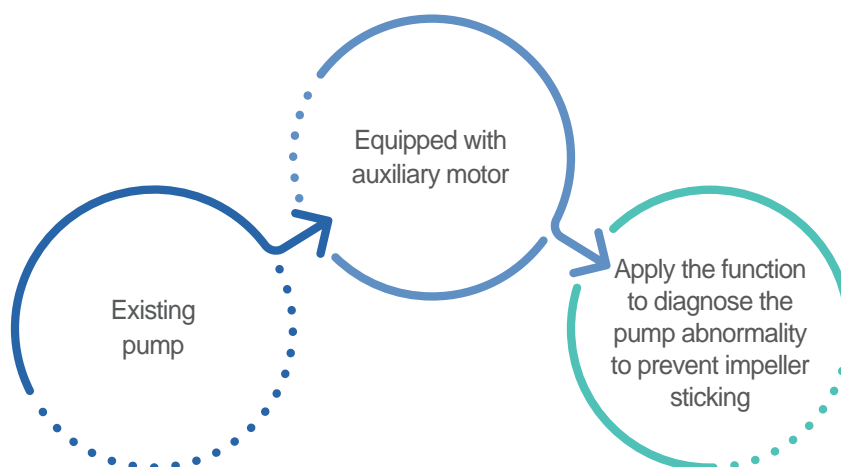 Existing
pump
Equipped with
auxiliary motor
Apply the function
to diagnose the
pump abnormality
to prevent impeller
sticking